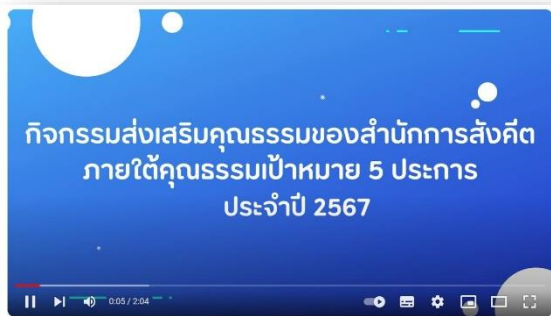 กิจกรรมส่งเสริมคุณธรรมของสำนักการสังคีต
ภายใต้คุณธรรมเป้าหมาย 5 ประการ
ประจำปี 2567
0:05 / 2:04